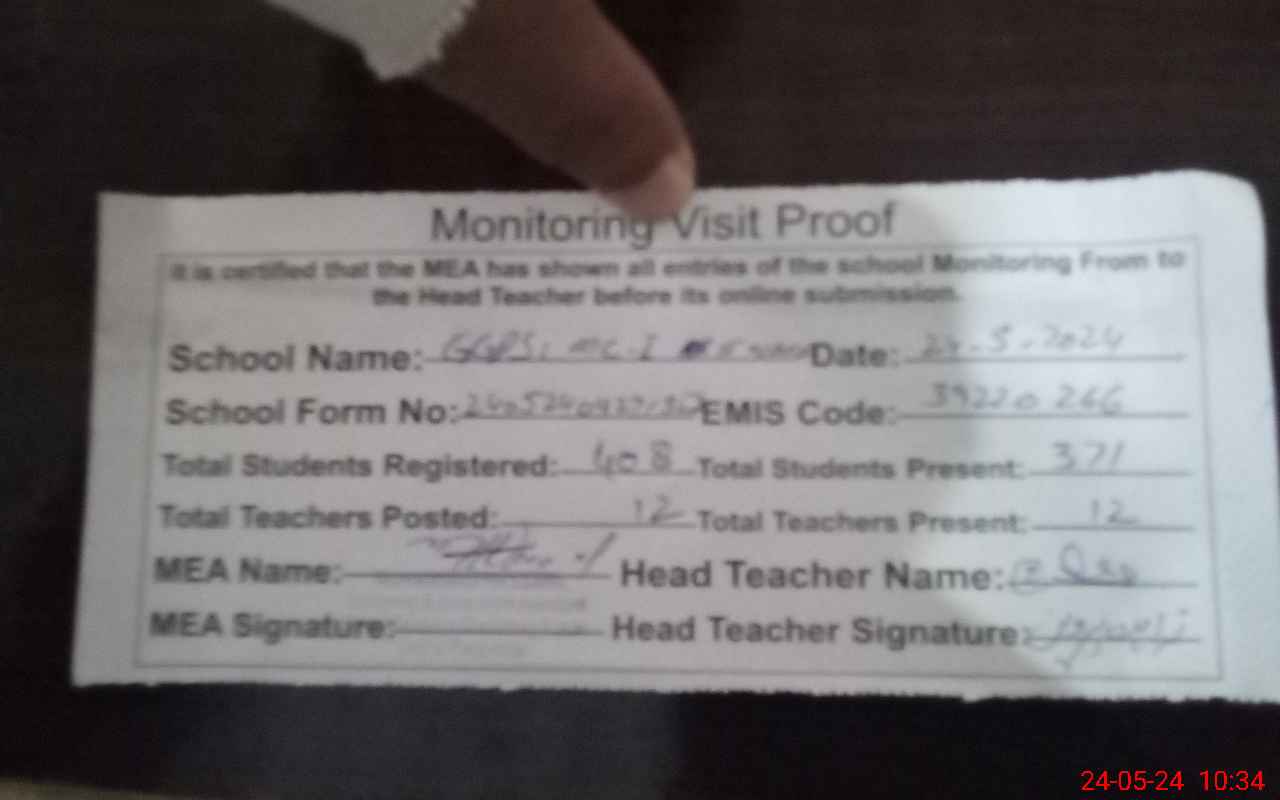 Monitoring Visit Proof
It is certified that the MEA has shown all entries of the school Monitoring From to
the Head Teacher before its online submission.
School Name: GGPS, MC. I Date: 24.5.2024
School Form No: EMIS Code: 39220266
Total Students Registered: 408 Total Students Present: 371
Total Teachers Posted: 12 Total Teachers Present: 12
MEA Name: Head Teacher Name:
MEA Signature: Head Teacher Signature:
24-05-24 10:34